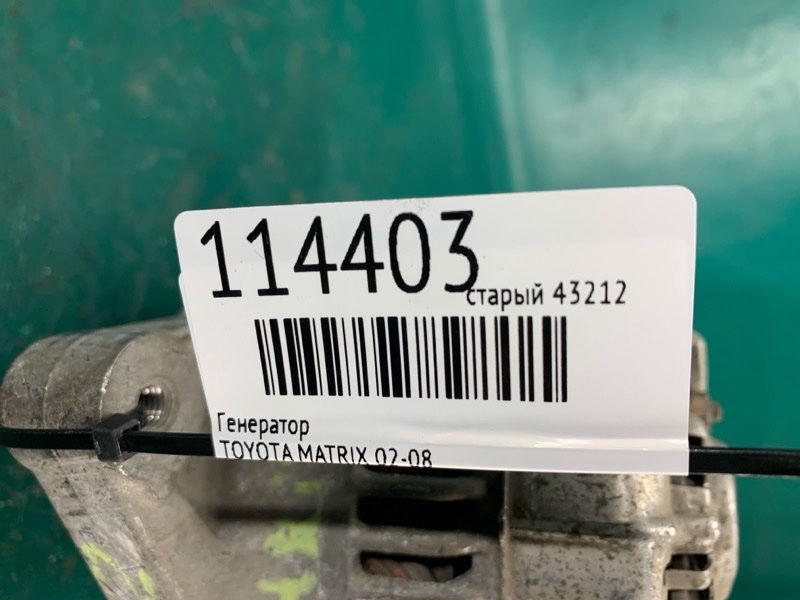 114403
старый 43212
Генератор
TOYOTA MATRIX 02-08